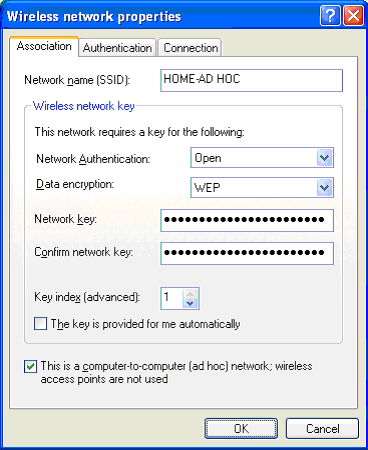 Wireless network properties
Association Authentication Connection
Network name (SSID): HOME-AD HOC
Wireless network key
This network requires a key for the following:
Network Authentication: Open
Data encryption: WEP
Network key: ●●●●●●●●●●●●●●●●●●●●●●●●●●
Confirm network key: ●●●●●●●●●●●●●●●●●●●●●●●●●●
Key index (advanced): 1
The key is provided for me automatically
This is a computer-to-computer (ad hoc) network; wireless
access points are not used
OK Cancel